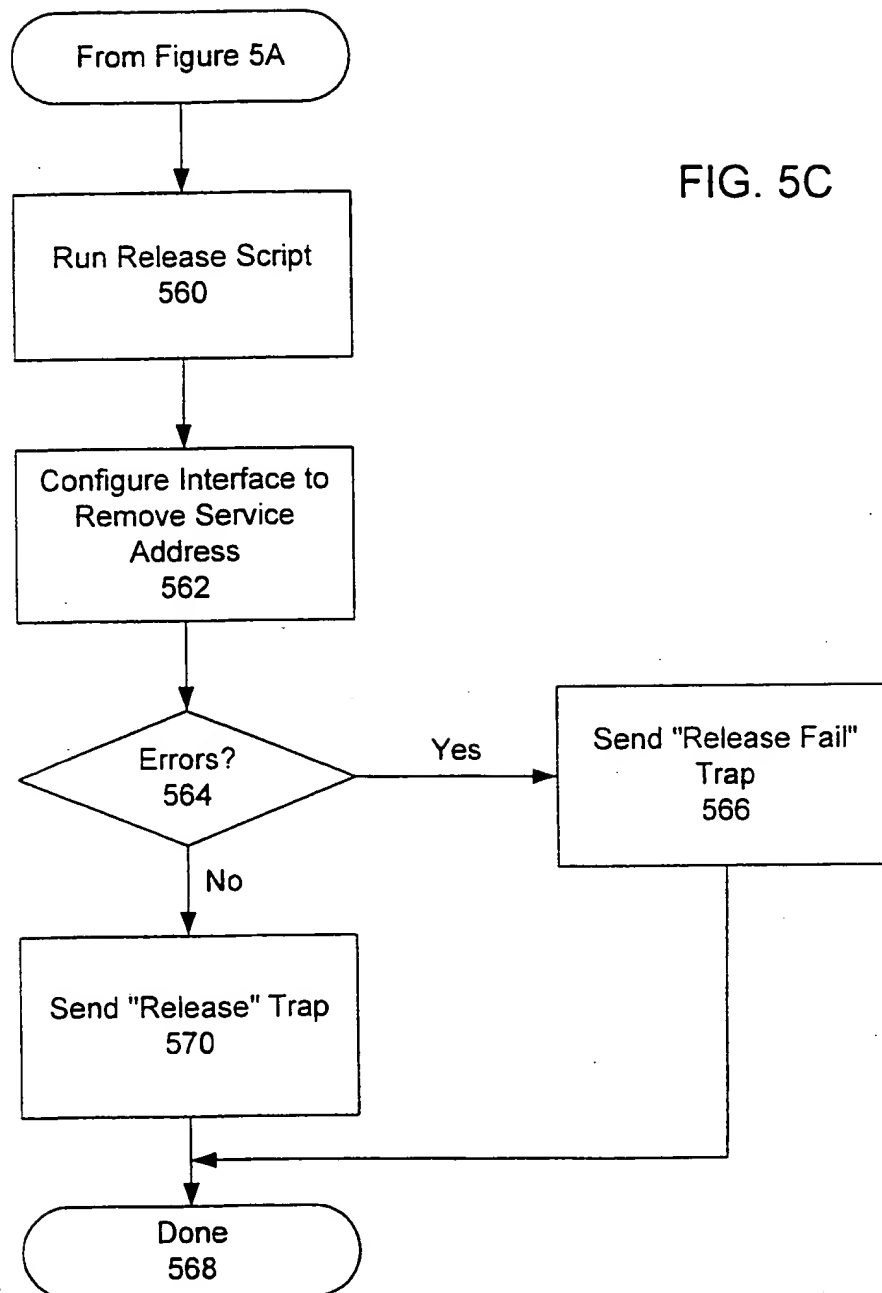 From Figure 5A
FIG. 5C
Run Release Script
560
Configure Interface to
Remove Service
Address
562
Errors?
564
Yes
Send "Release Fail"
Trap
566
No
Send "Release" Trap
570
Done
568